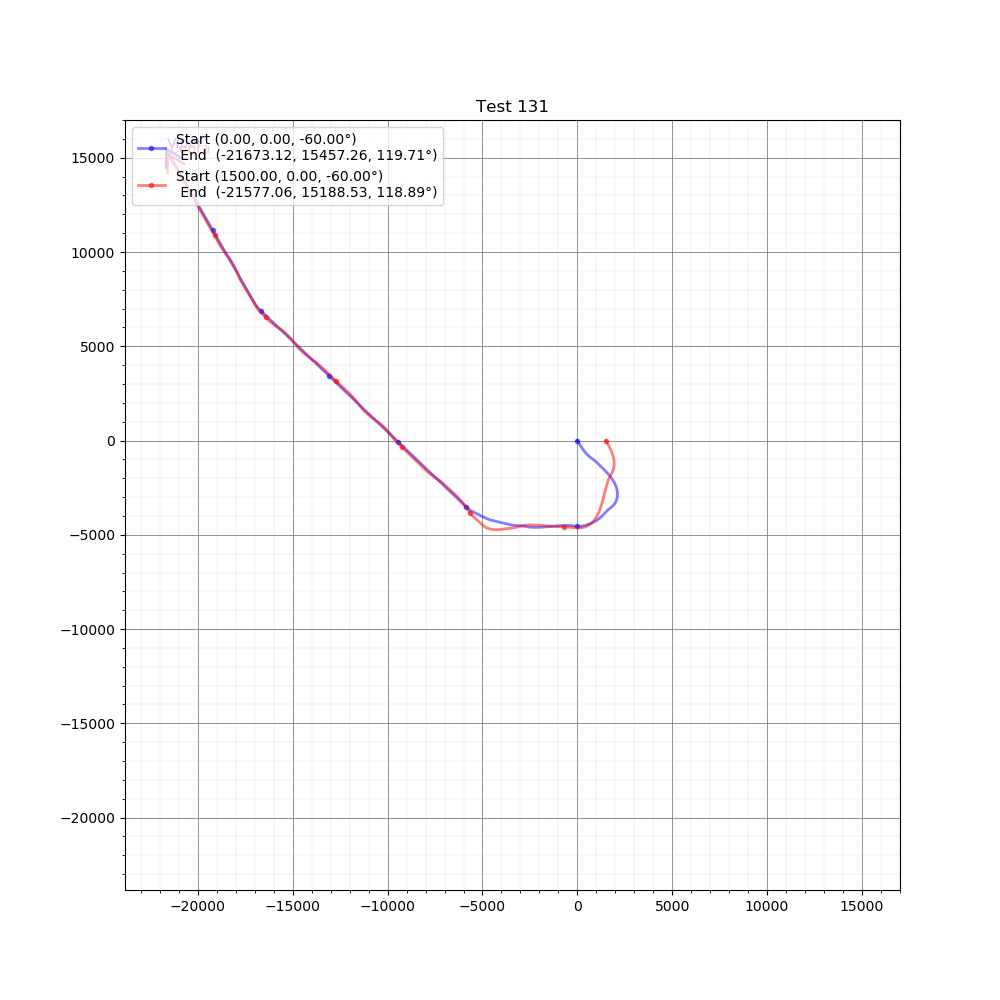 Test 131
Start (0.00, 0.00, -60.00°)
End (-21673.12, 15457.26, 119.71°)
Start (1500.00, 0.00, -60.00°)
End (-21577.06, 15188.53, 118.89°)
15000
10000
5000
0
−5000
−10000
−15000
−20000
−20000 −15000 −10000 −5000 0 5000 10000 15000